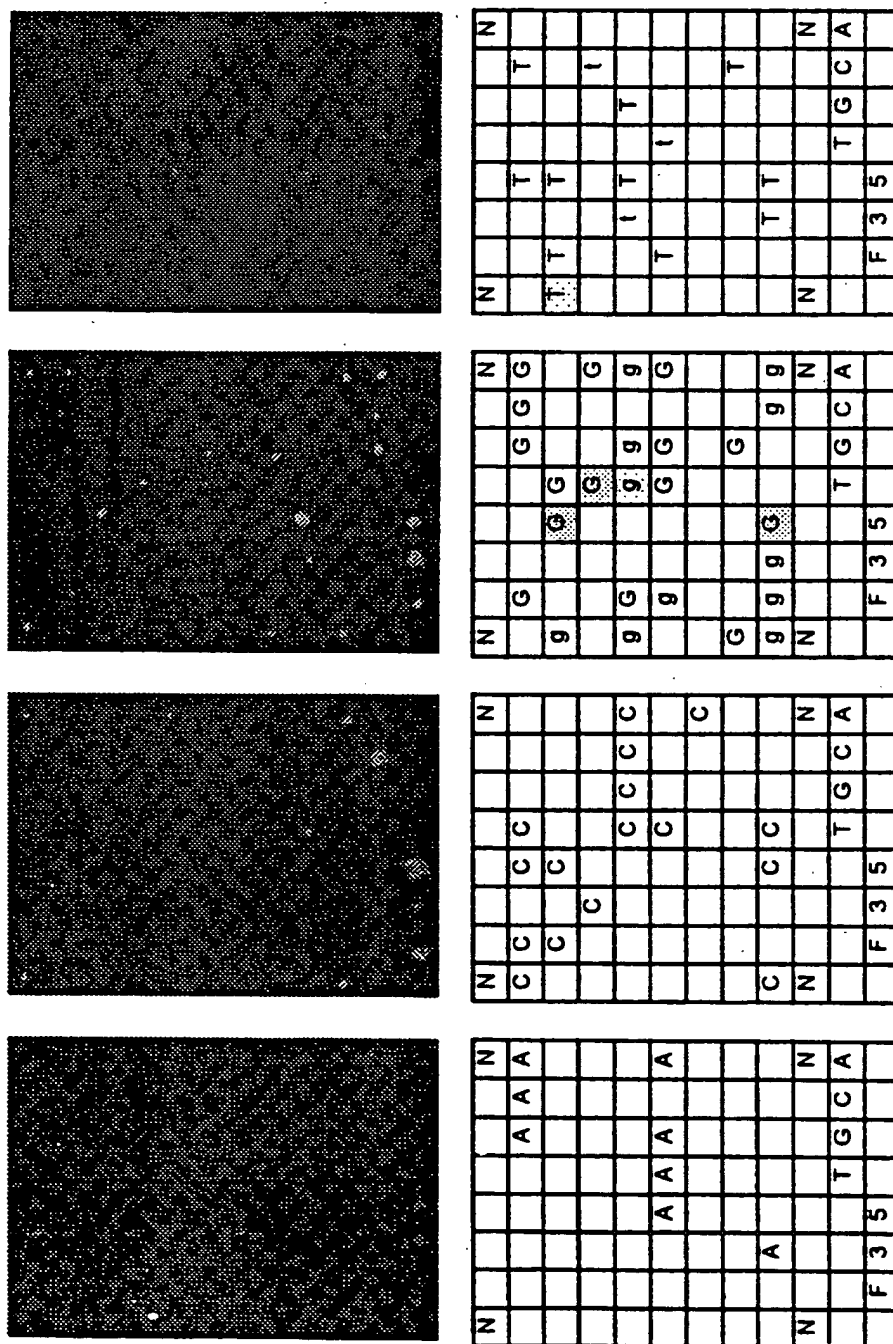 N N
A A A
A A A A
A
N N
T G C A
F 3 5
N N
C C C C
C C
C
C C C C
C
C
C C C
N N
T G C A
F 3 5
N N
G G G G
g G G
G G
g G g g g
g G G G
G G
g g g G g g
N N
T G C A
F 3 5
N N
T T
T T T
t
t T T
T t
T
T T
N N
T G C A
F 3 5